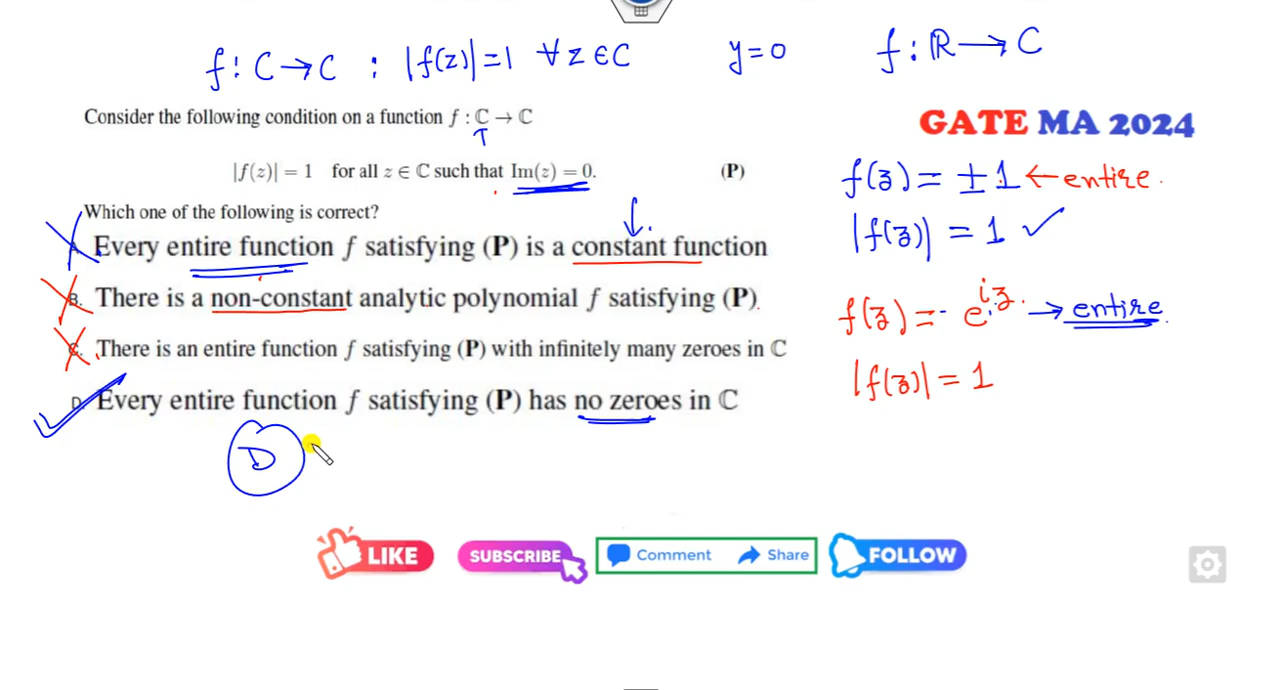 f : C → C : |f(z)| = 1 ∀ z ∈ C y = 0 f : ℝ → C
Consider the following condition on a function f : ℂ → ℂ
GATE MA 2024
|f(z)| = 1 for all z ∈ ℂ such that Im(z) = 0. (P)
f(z) = ± 1 ← entire.
Which one of the following is correct?
|f(z)| = 1 ✓
A. Every entire function f satisfying (P) is a constant function
B. There is a non-constant analytic polynomial f satisfying (P).
f(z) = e^{iz}. → entire
C. There is an entire function f satisfying (P) with infinitely many zeroes in ℂ
|f(z)| = 1
D. Every entire function f satisfying (P) has no zeroes in ℂ
D
LIKE
SUBSCRIBE
Comment
Share
FOLLOW